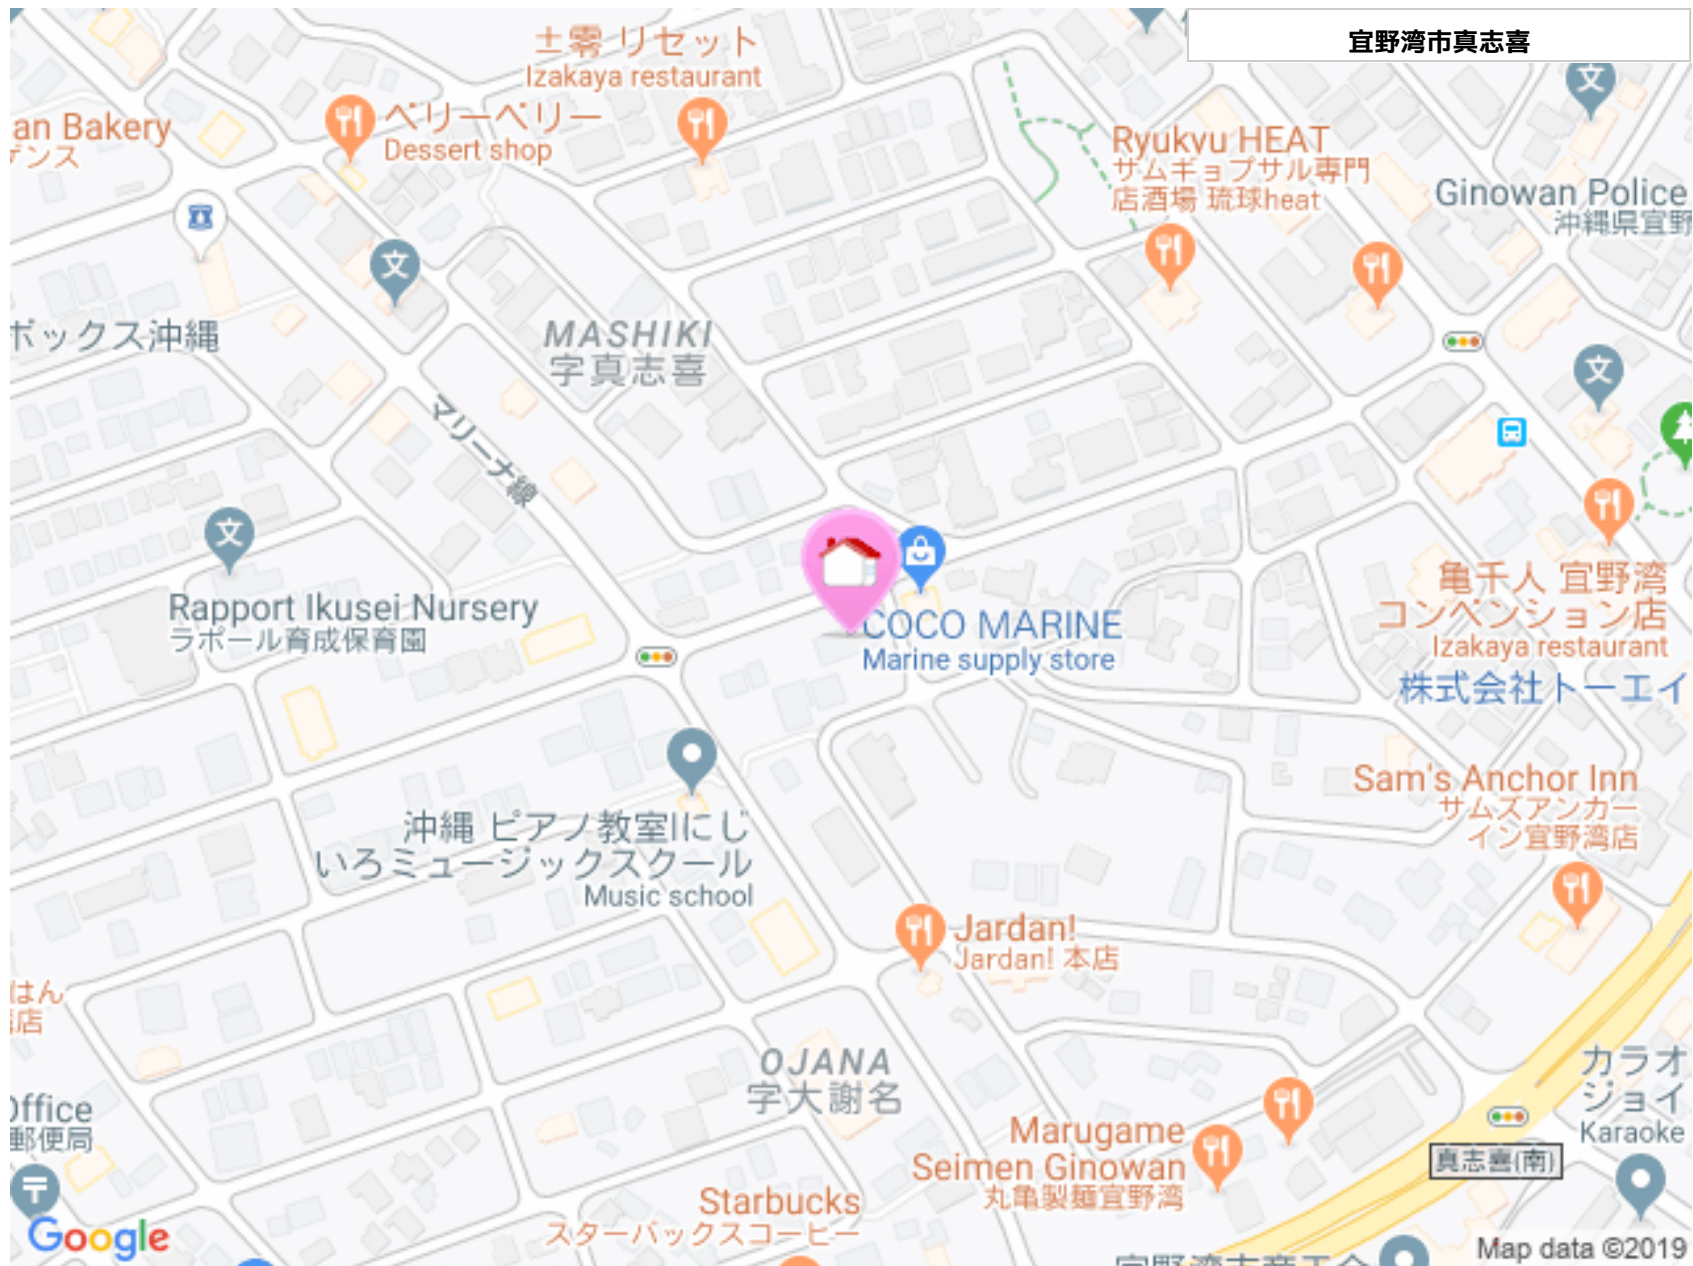 宜野湾市真志喜
士零 リセット
Izakaya restaurant
ベリーベリー
Dessert shop
an Bakery
Ryukvu HEAT
サムギョプサル専門
店酒場 琉球heat
Ginowan Police
沖縄県宜野
ボックス沖縄
MASHIKI
字真志喜
マリーナ線
Rapport Ikusei Nursery
ラポール育成保育園
COCO MARINE
Marine supply store
亀千人 宜野湾
コンベンション店
Izakaya restaurant
株式会社トーエイ
Sam's Anchor Inn
サムズアンカー
イン宜野湾店
沖縄 ピアノ教室|にじ
いろミュージックスクール
Music school
Jardan!
Jardan! 本店
はん
店
OJANA
字大謝名
カラオ
ジョイ
Karaoke
Office
郵便局
Marugame
Seimen Ginowan
丸亀製麺宜野湾
真志喜(南)
Starbucks
スターバックスコーヒー
Google
Map data ©2019